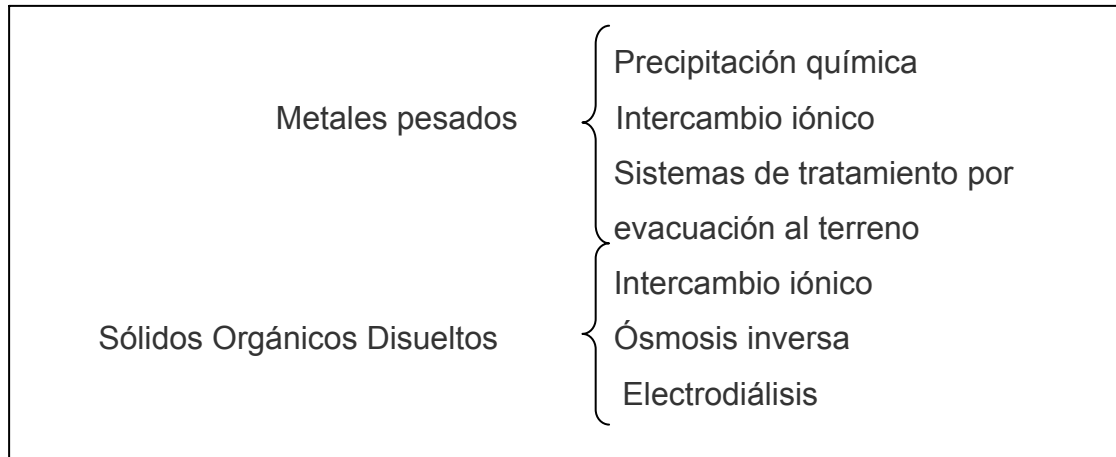 Precipitación química
Metales pesados
Intercambio iónico
Sistemas de tratamiento por
evacuación al terreno
Intercambio iónico
Sólidos Orgánicos Disueltos
Ósmosis inversa
Electrodiálisis